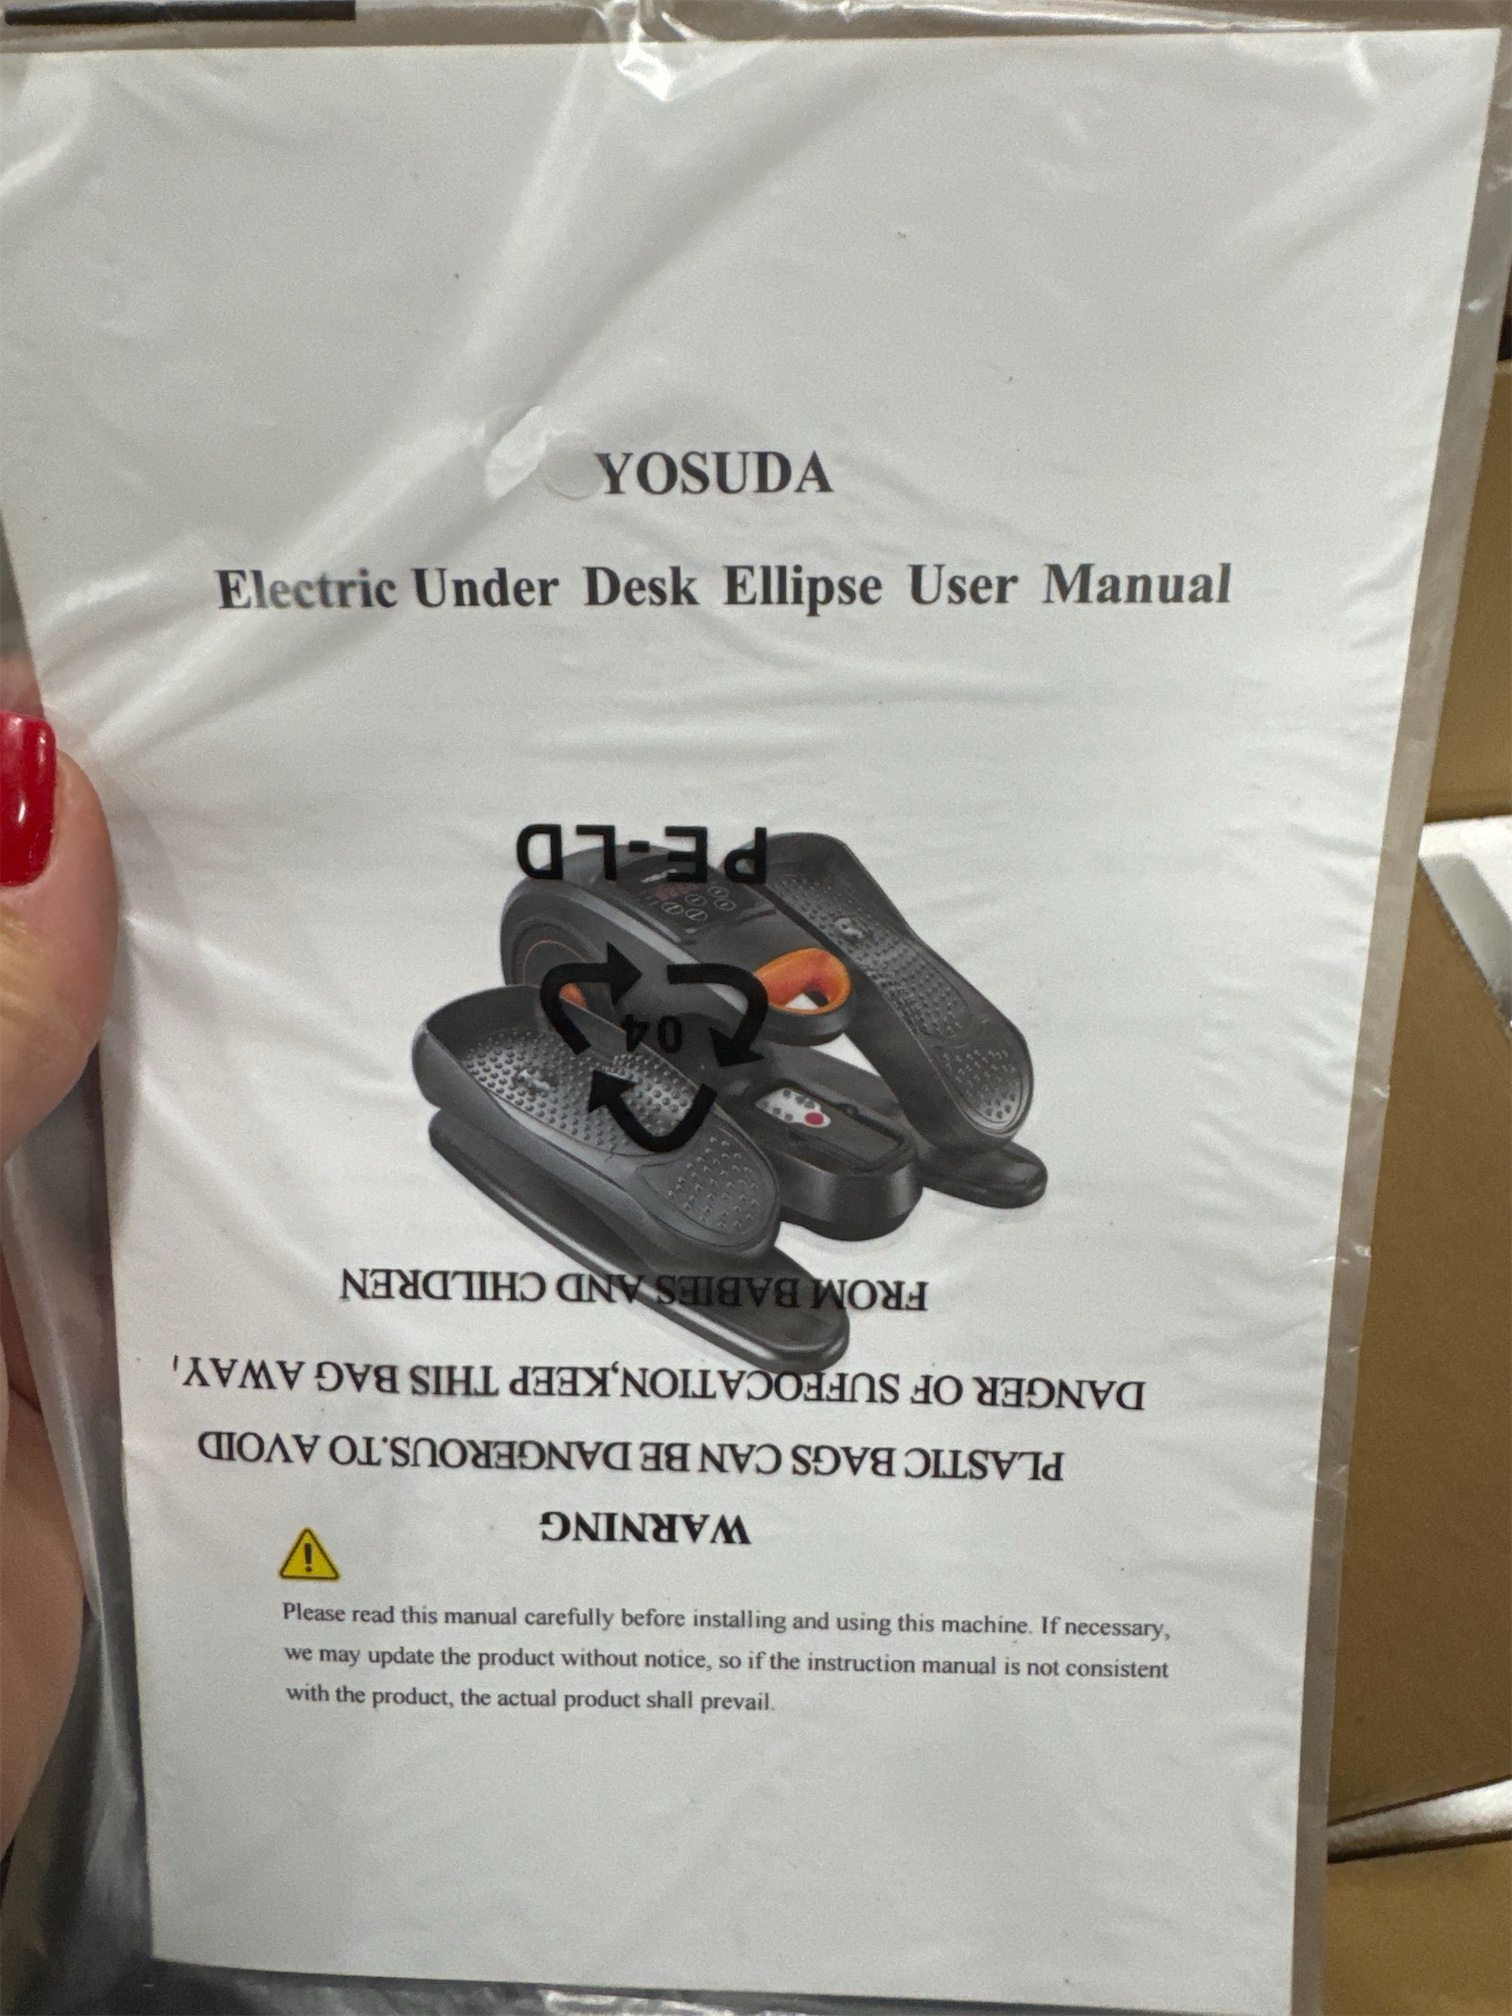 YOSUDA
Electric Under Desk Ellipse User Manual
PE-LD
04
FROM BABIES AND CHILDREN
DANGER OF SUFFOCATION,KEEP THIS BAG AWAY,
PLASTIC BAGS CAN BE DANGEROUS.TO AVOID
WARNING
Please read this manual carefully before installing and using this machine. If necessary,
we may update the product without notice, so if the instruction manual is not consistent
with the product, the actual product shall prevail.